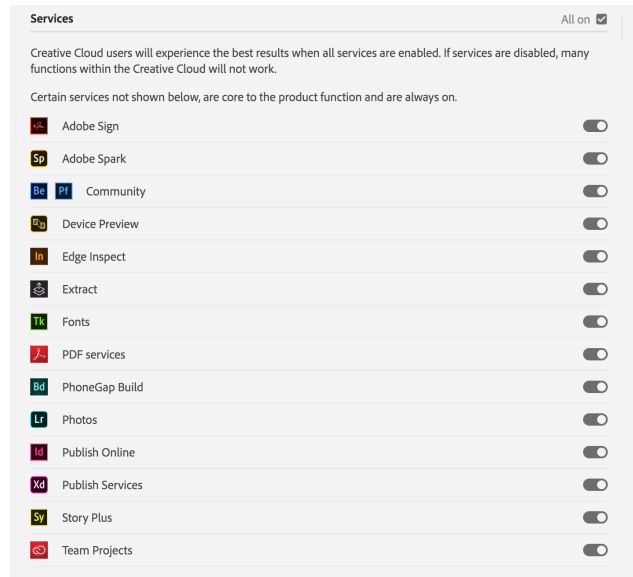 Services All on
Creative Cloud users will experience the best results when all services are enabled. If services are disabled, many
functions within the Creative Cloud will not work.
Certain services not shown below, are core to the product function and are always on.
Adobe Sign
Sp Adobe Spark
Be Pf Community
Device Preview
In Edge Inspect
Extract
Tk Fonts
PDF services
Bd PhoneGap Build
Lr Photos
Id Publish Online
Xd Publish Services
Sy Story Plus
Team Projects